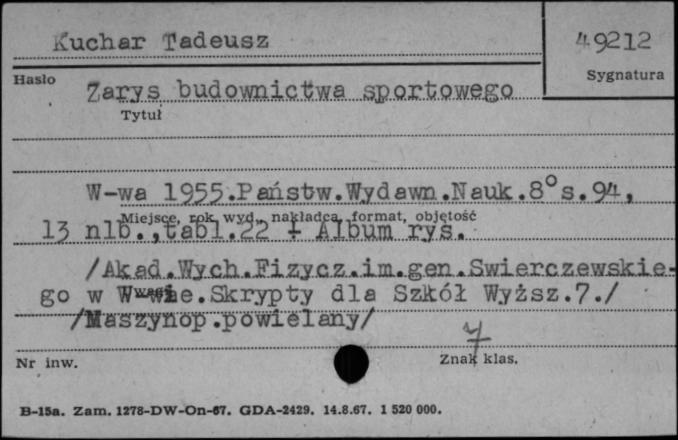 Kuchar Tadeusz
49212
Hasło
Sygnatura
Zarys budownictwa sportowego
Tytuł
W-wa 1955.Państw.Wydawn.Nauk.8°s.94,
Miejsce, rok wyd., nakładca, format, objętość
13 nlb.,tabl.22 + Album rys.
/Akad.Wych.Fizycz.im.gen.Swierczewskie-
go w W-wie.Skrypty dla Szkół Wyższ.7./
/Maszynop.powielany/
7
Nr inw.
Znak klas.
B-15a. Zam. 1278-DW-On-67. GDA-2429. 14.8.67. 1 520 000.